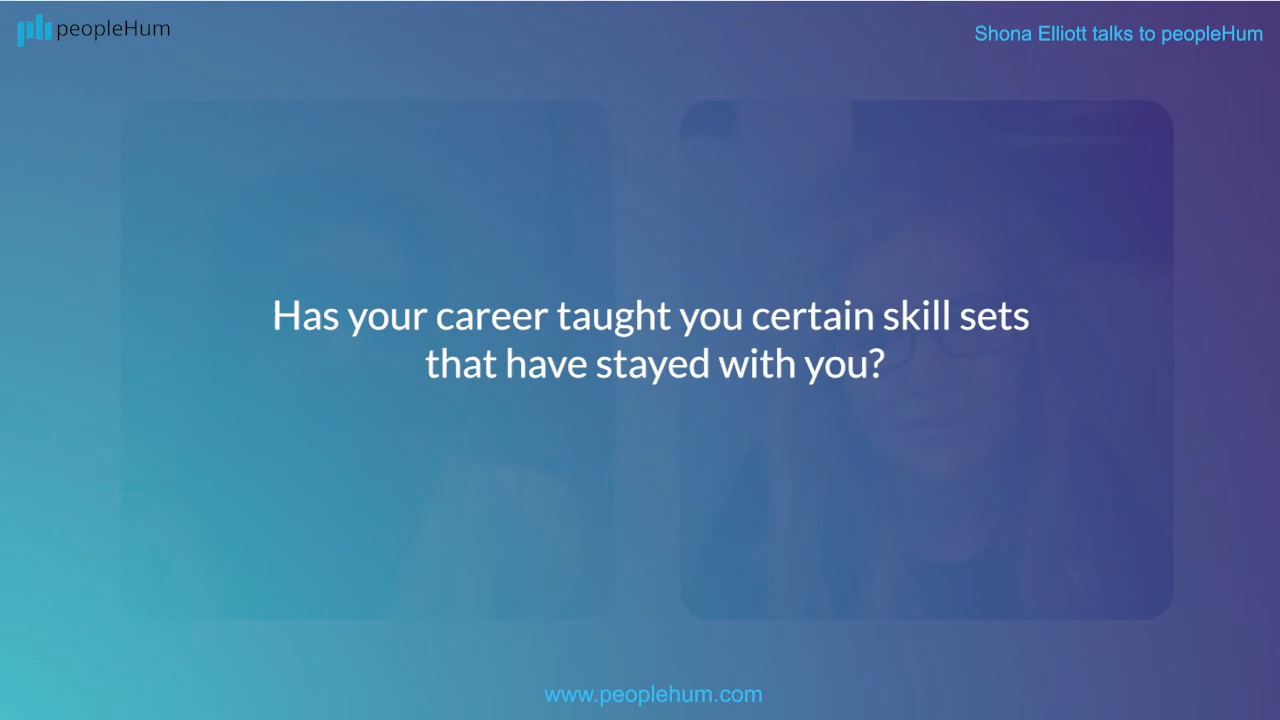 peopleHum
Shona Elliott talks to peopleHum
Has your career taught you certain skill sets
that have stayed with you?
www.peoplehum.com